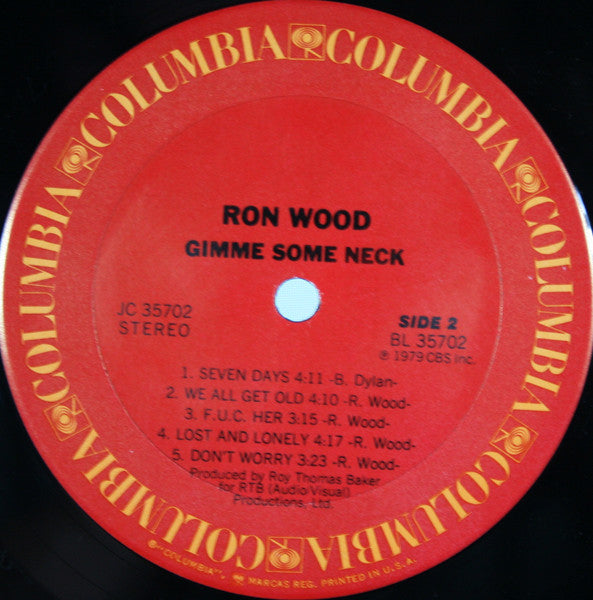 COLUMBIA COLUMBIA COLUMBIA COLUMBIA COLUMBIA COLUMBIA
RON WOOD
GIMME SOME NECK
JC 35702
STEREO
SIDE 2
BL 35702
℗ 1979 CBS Inc.
1. SEVEN DAYS 4:11 -B. Dylan-
2. WE ALL GET OLD 4:10 -R. Wood-
3. F.U.C. HER 3:15 -R. Wood-
4. LOST AND LONELY 4:17 -R. Wood-
5. DON'T WORRY 3:23 -R. Wood-
Produced by Roy Thomas Baker
for RTB (Audio/Visual)
Productions, Ltd.
®"COLUMBIA", MARCAS REG. PRINTED IN U.S.A.